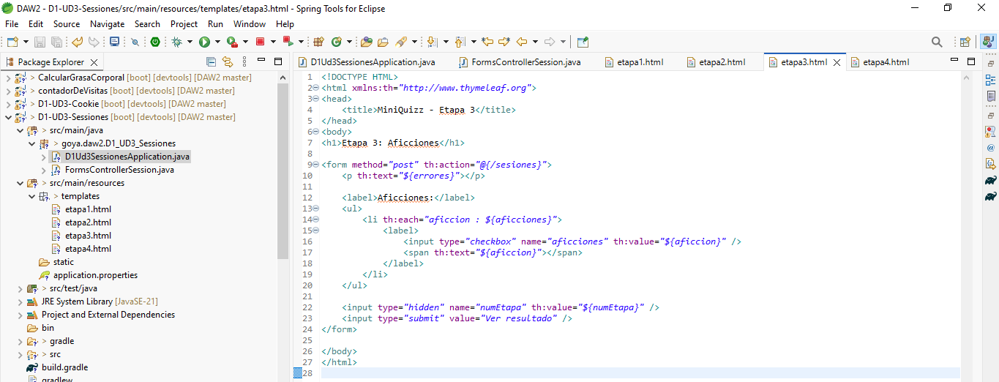 DAW2 - D1-UD3-Sessiones/src/main/resources/templates/etapa3.html - Spring Tools for Eclipse
File Edit Source Navigate Search Project Run Window Help
Package Explorer
CalcularGrasaCorporal [boot] [devtools] [DAW2 master]
contadorDeVisitas [boot] [devtools] [DAW2 master]
D1-UD3-Cookie [boot] [devtools] [DAW2 master]
D1-UD3-Sessiones [boot] [devtools] [DAW2 master]
> src/main/java
> goya.daw2.D1_UD3_Sessiones
D1Ud3SessionesApplication.java
FormsControllerSession.java
> src/main/resources
> templates
etapa1.html
etapa2.html
etapa3.html
etapa4.html
static
application.properties
> src/test/java
JRE System Library [JavaSE-21]
Project and External Dependencies
bin
> gradle
> src
build.gradle
gradlew
D1Ud3SessionesApplication.java FormsControllerSession.java etapa1.html etapa2.html etapa3.html etapa4.html
1 <!DOCTYPE HTML>
2 <html xmlns:th="http://www.thymeleaf.org">
3 <head>
4 <title>MiniQuizz - Etapa 3</title>
5 </head>
6 <body>
7 <h1>Etapa 3: Aficciones</h1>
8
9 <form method="post" th:action="@{/sesiones}">
10 <p th:text="${errores}"></p>
11
12 <label>Aficciones:</label>
13 <ul>
14 <li th:each="aficcion : ${aficciones}">
15 <label>
16 <input type="checkbox" name="aficciones" th:value="${aficcion}" />
17 <span th:text="${aficcion}"></span>
18 </label>
19 </li>
20 </ul>
21
22 <input type="hidden" name="numEtapa" th:value="${numEtapa}" />
23 <input type="submit" value="Ver resultado" />
24 </form>
25
26 </body>
27 </html>
28